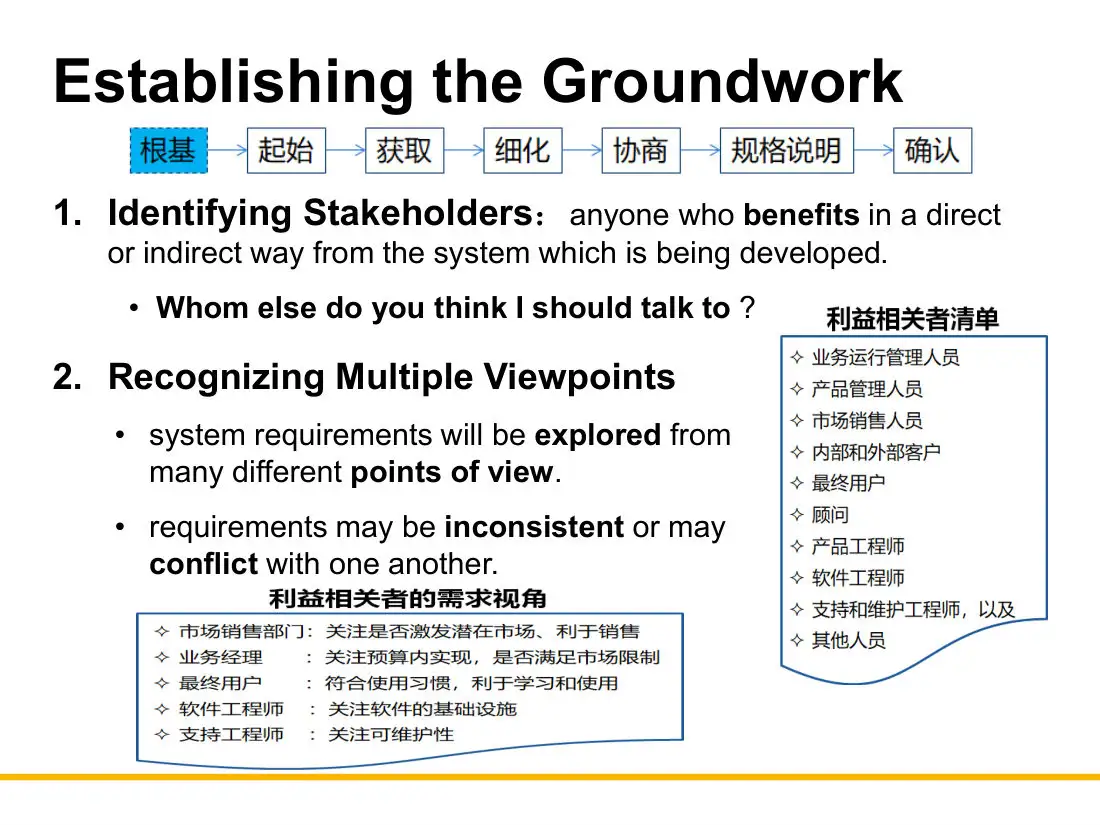 Establishing the Groundwork
根基 起始 获取 细化 协商 规格说明 确认
1. Identifying Stakeholders： anyone who benefits in a direct
or indirect way from the system which is being developed.
• Whom else do you think I should talk to ?
2. Recognizing Multiple Viewpoints
• system requirements will be explored from
many different points of view.
• requirements may be inconsistent or may
conflict with one another.
利益相关者清单
✧ 业务运行管理人员
✧ 产品管理人员
✧ 市场销售人员
✧ 内部和外部客户
✧ 最终用户
✧ 顾问
✧ 产品工程师
✧ 软件工程师
✧ 支持和维护工程师，以及
✧ 其他人员
利益相关者的需求视角
✧ 市场销售部门：关注是否激发潜在市场、利于销售
✧ 业务经理 ：关注预算内实现，是否满足市场限制
✧ 最终用户 ：符合使用习惯，利于学习和使用
✧ 软件工程师 ：关注软件的基础设施
✧ 支持工程师 ：关注可维护性